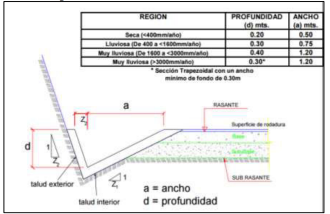 REGION PROFUNDIDAD (d) mts. ANCHO (a) mts.
Seca (<400mm/año) 0.20 0.50
Lluviosa (De 400 a <1600mm/año) 0.30 0.75
Muy lluviosa (De 1600 a <3000mm/año) 0.40 1.20
Muy lluviosa (>3000mm/año) 0.30* 1.20
* Sección Trapezoidal con un ancho
mínimo de fondo de 0.30m
RASANTE
a
Superficie de rodadura
Base
d
1
1
SUB RASANTE
talud exterior
talud interior
a = ancho
d = profundidad